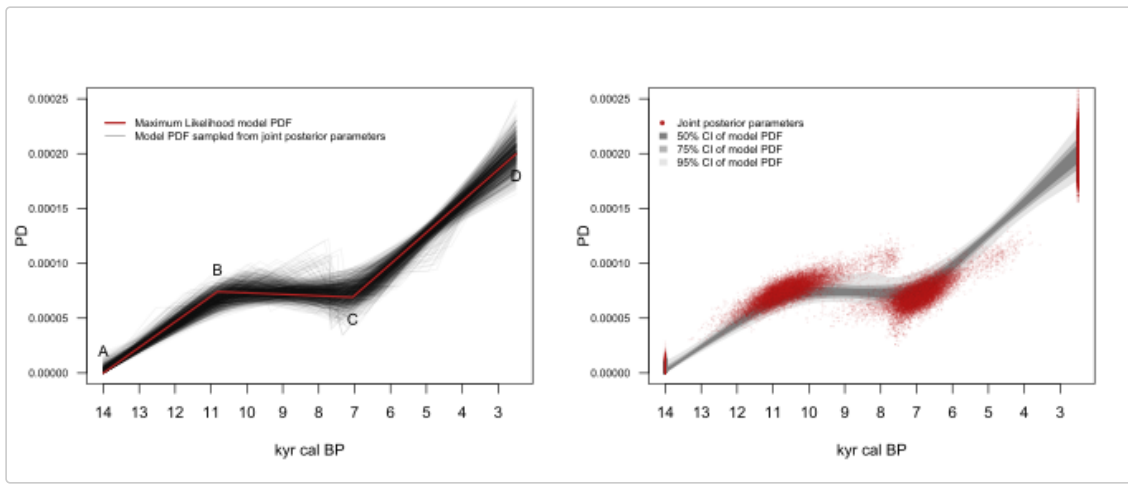 0.00025
0.00020
0.00015
0.00010
0.00005
0.00000
PD
Maximum Likelihood model PDF
Model PDF sampled from joint posterior parameters
A
B
C
D
14 13 12 11 10 9 8 7 6 5 4 3
kyr cal BP
0.00025
0.00020
0.00015
0.00010
0.00005
0.00000
PD
Joint posterior parameters
50% CI of model PDF
75% CI of model PDF
95% CI of model PDF
14 13 12 11 10 9 8 7 6 5 4 3
kyr cal BP